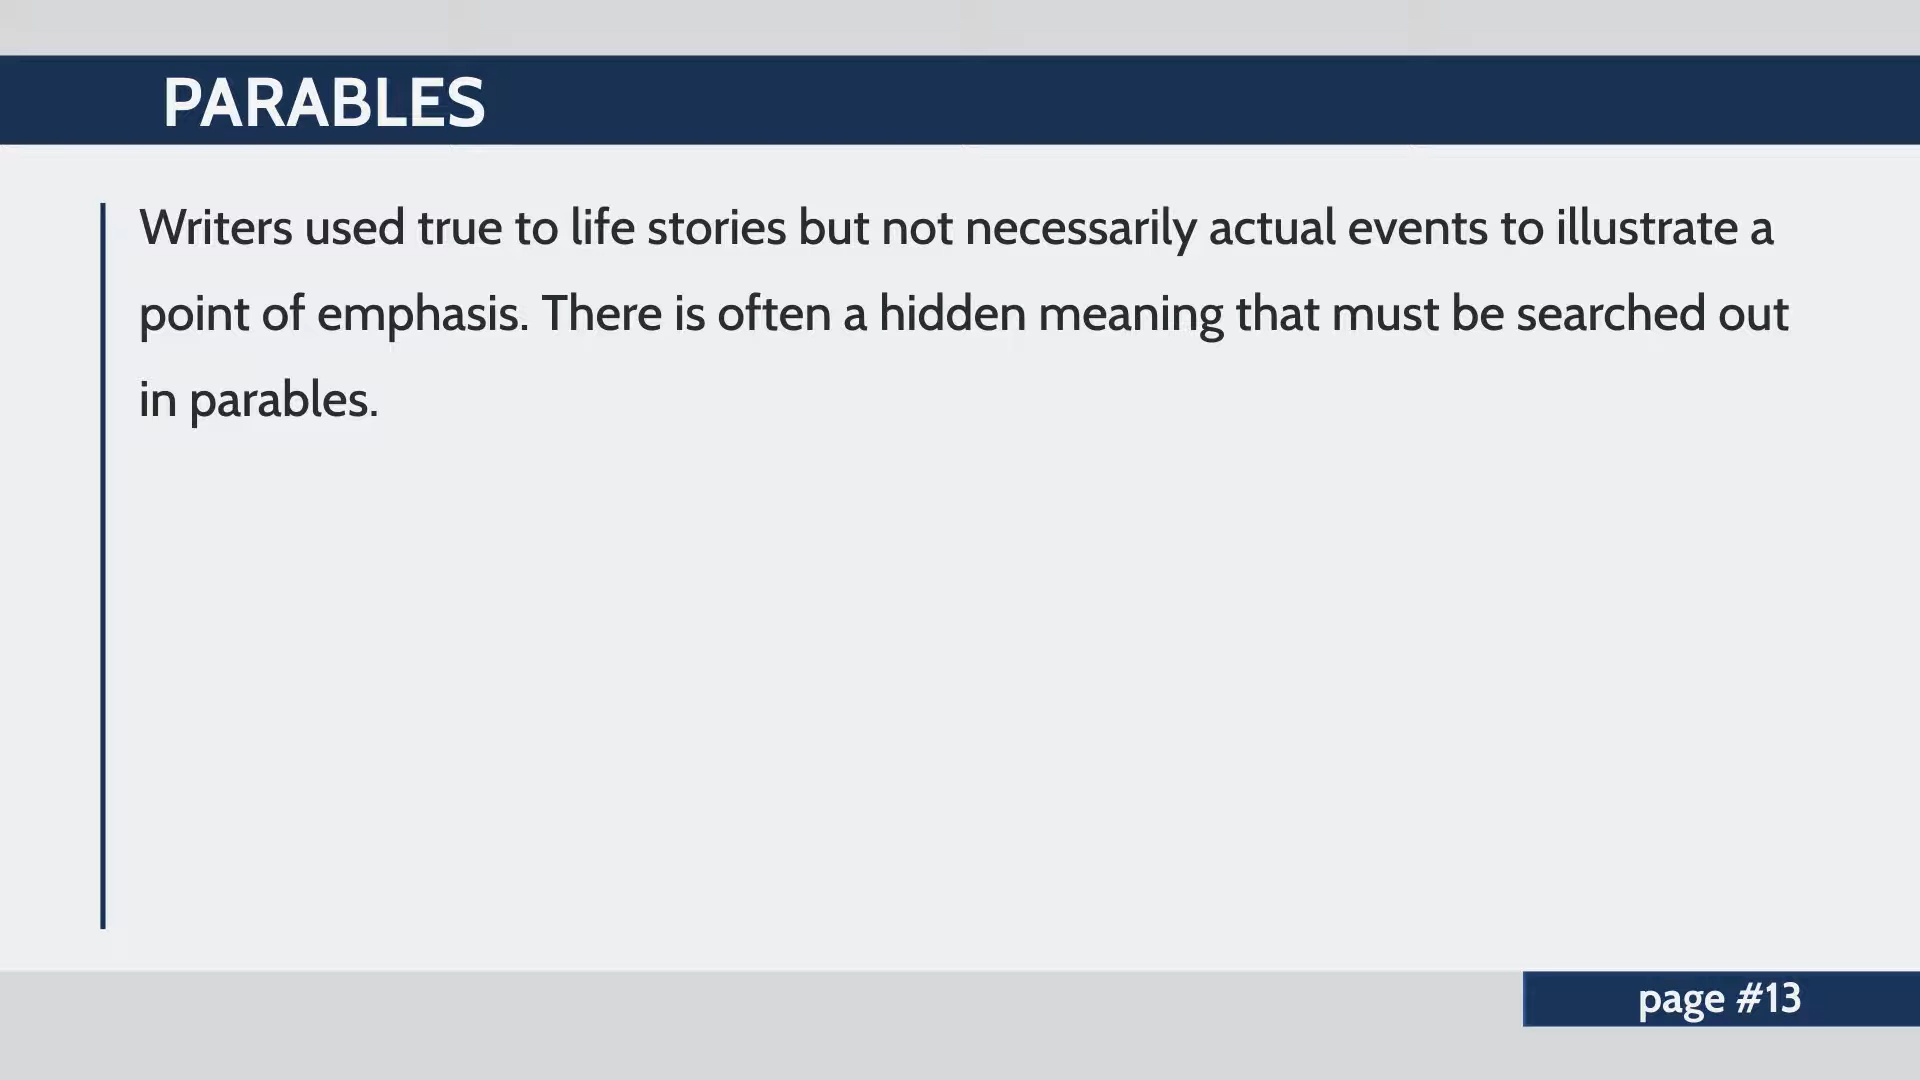 PARABLES
Writers used true to life stories but not necessarily actual events to illustrate a
point of emphasis. There is often a hidden meaning that must be searched out
in parables.
page #13